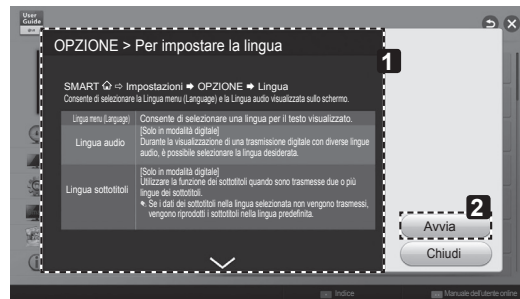 User
Guide
OPZIONE > Per impostare la lingua
1
SMART ⇨ Impostazioni ➡ OPZIONE ➡ Lingua
Consente di selezionare la Lingua menu (Language) e la Lingua audio visualizzata sullo schermo.
Lingua menu (Language) Consente di selezionare una lingua per il testo visualizzato.
Lingua audio
[Solo in modalità digitale]
Durante la visualizzazione di una trasmissione digitale con diverse lingue
audio, è possibile selezionare la lingua desiderata.
Lingua sottotitoli
[Solo in modalità digitale]
Utilizzare la funzione dei sottotitoli quando sono trasmesse due o più
lingue dei sottotitoli.
Se i dati dei sottotitoli nella lingua selezionata non vengono trasmessi,
vengono riprodotti i sottotitoli nella lingua predefinita.
2
Avvia
Chiudi
Indice
Manuale dell'utente online